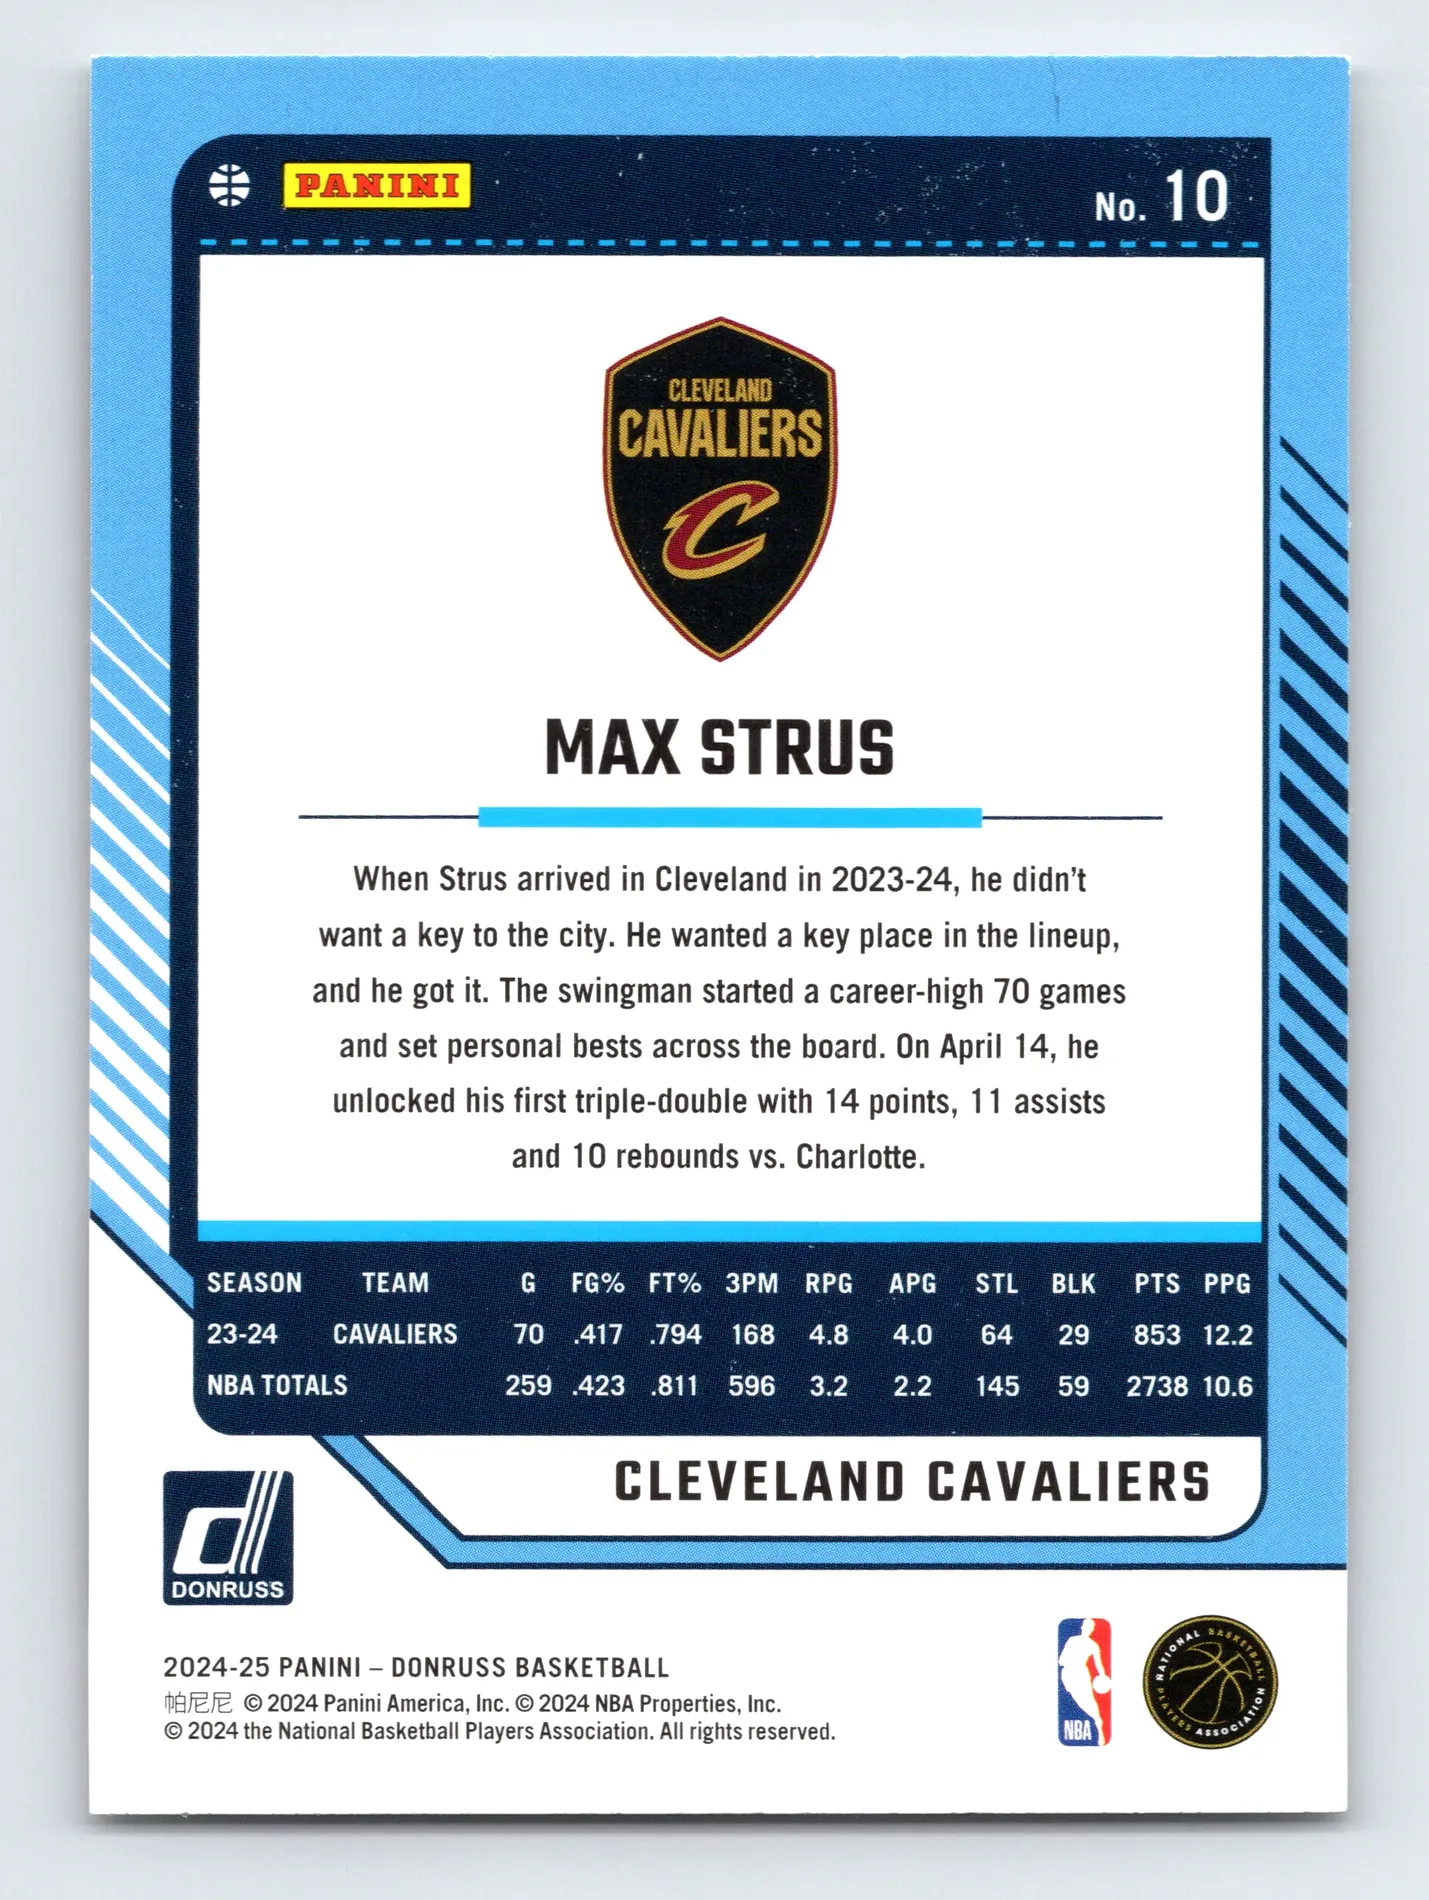 PANINI
No. 10
CLEVELAND
CAVALIERS
C
MAX STRUS
When Strus arrived in Cleveland in 2023-24, he didn't
want a key to the city. He wanted a key place in the lineup,
and he got it. The swingman started a career-high 70 games
and set personal bests across the board. On April 14, he
unlocked his first triple-double with 14 points, 11 assists
and 10 rebounds vs. Charlotte.
SEASON TEAM G FG% FT% 3PM RPG APG STL BLK PTS PPG
23-24 CAVALIERS 70 .417 .794 168 4.8 4.0 64 29 853 12.2
NBA TOTALS 259 .423 .811 596 3.2 2.2 145 59 2738 10.6
CLEVELAND CAVALIERS
d
DONRUSS
2024-25 PANINI – DONRUSS BASKETBALL
帕尼尼 © 2024 Panini America, Inc. © 2024 NBA Properties, Inc.
© 2024 the National Basketball Players Association. All rights reserved.
NBA
NATIONAL BASKETBALL PLAYERS ASSOCIATION